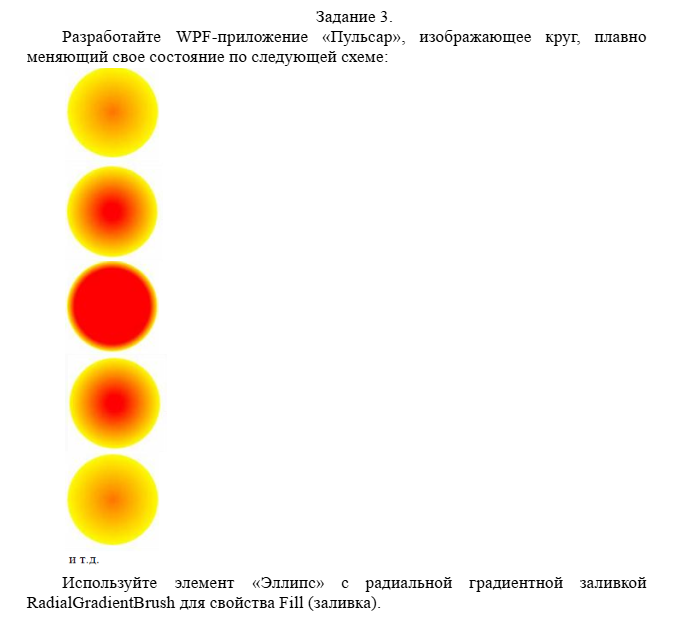 Задание 3.
Разработайте WPF-приложение «Пульсар», изображающее круг, плавно
меняющий свое состояние по следующей схеме:
и т.д.
Используйте элемент «Эллипс» с радиальной градиентной заливкой
RadialGradientBrush для свойства Fill (заливка).